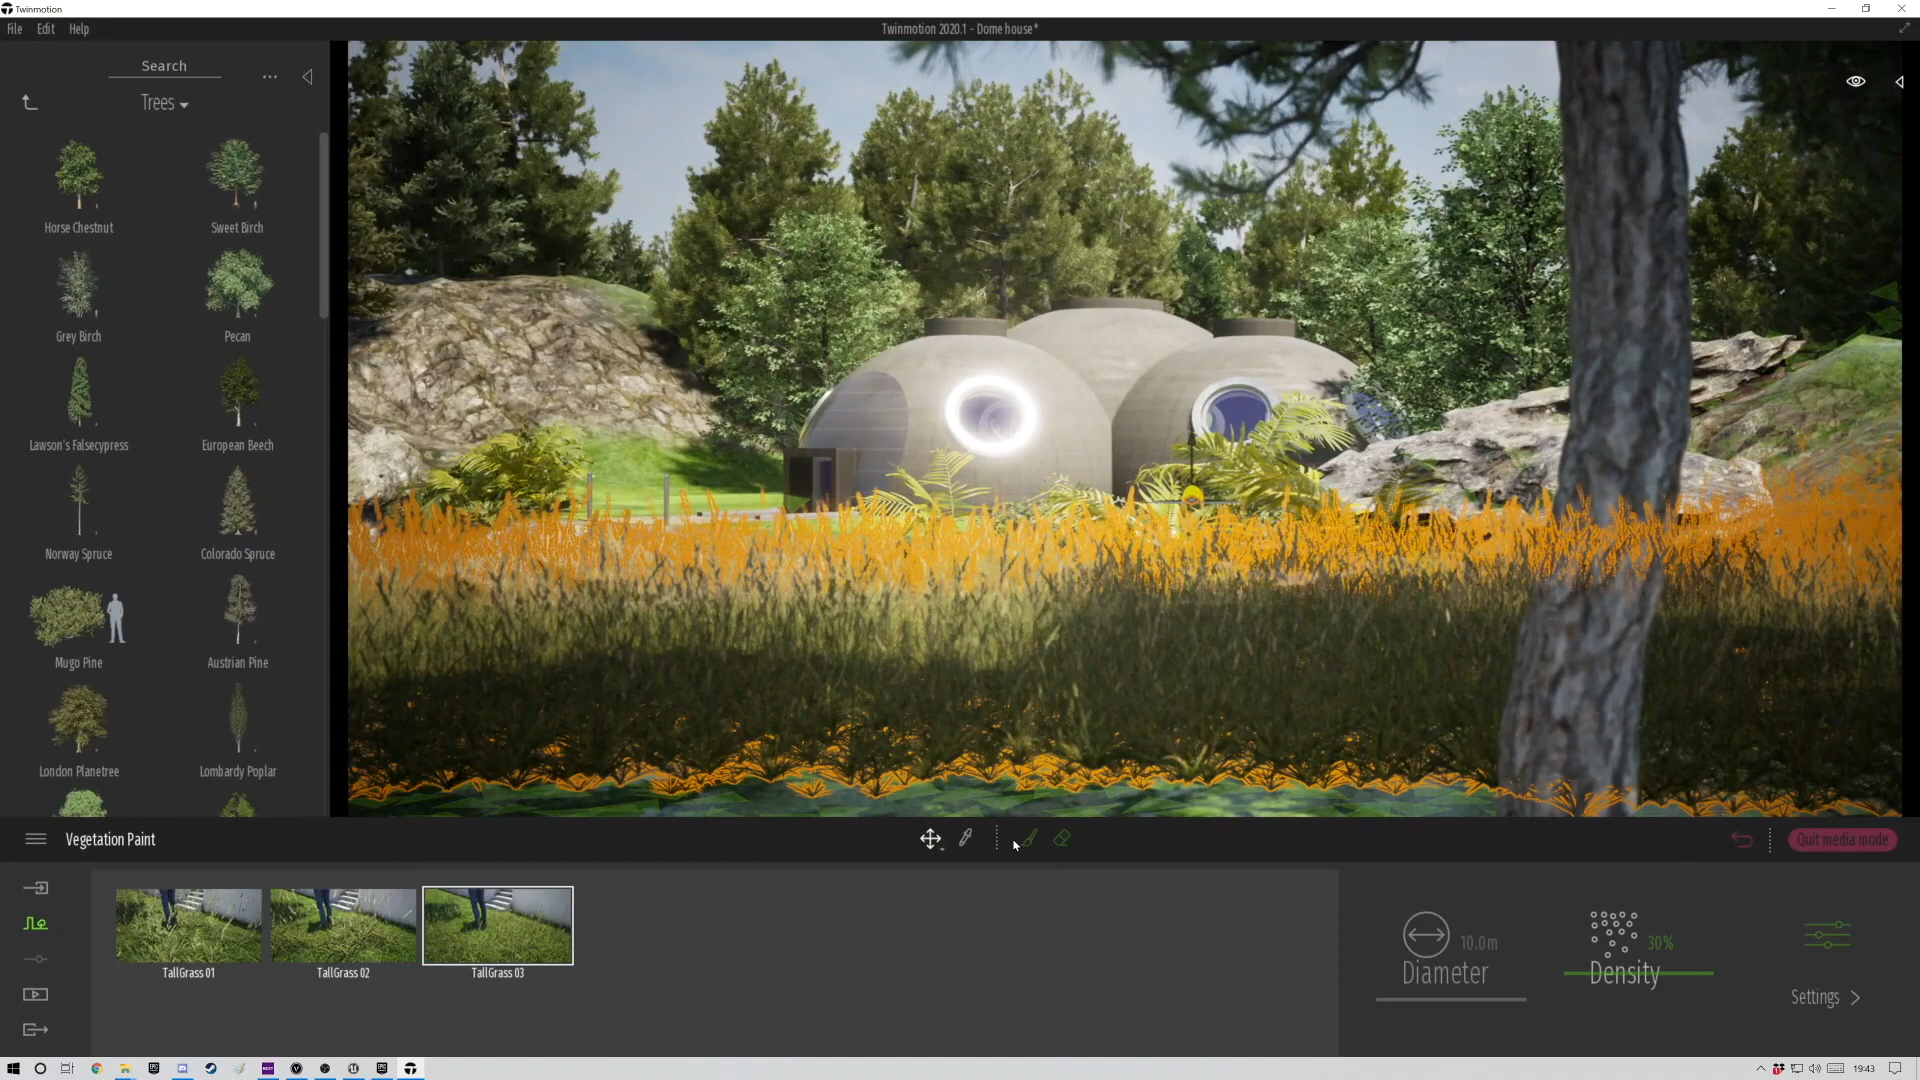 Twinmotion
File Edit Help
Twinmotion 2020.1 - Dome house*
Search
...
Trees
Horse Chestnut
Sweet Birch
Grey Birch
Pecan
Lawson's Falsecypress
European Beech
Norway Spruce
Colorado Spruce
Mugo Pine
Austrian Pine
London Planetree
Lombardy Poplar
Vegetation Paint
Quit media mode
TallGrass 01
TallGrass 02
TallGrass 03
10.0m
Diameter
30%
Density
Settings
19:43